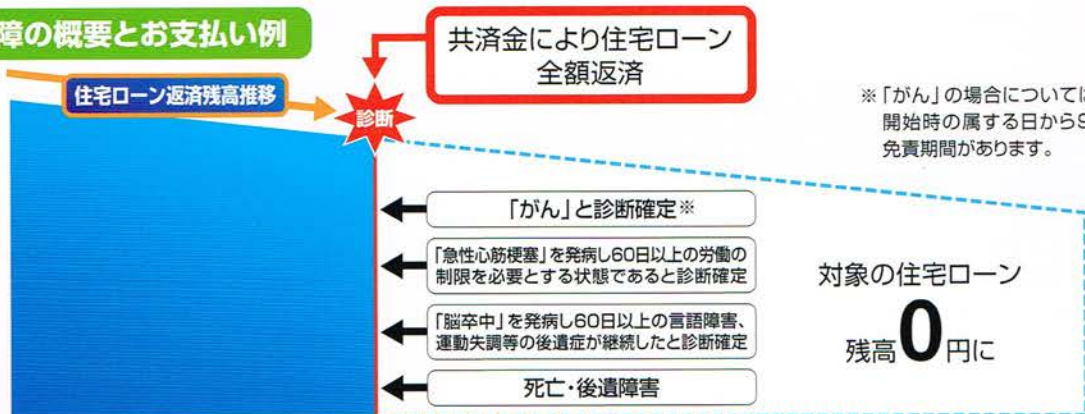 障の概要とお支払い例
共済金により住宅ローン
全額返済
住宅ローン返済残高推移
診断
※「がん」の場合については
開始時の属する日から9
免責期間があります。
「がん」と診断確定※
「急性心筋梗塞」を発病し60日以上の労働の
制限を必要とする状態であると診断確定
「脳卒中」を発病し60日以上の言語障害、
運動失調等の後遺症が継続したと診断確定
死亡・後遺障害
対象の住宅ローン
残高0円に